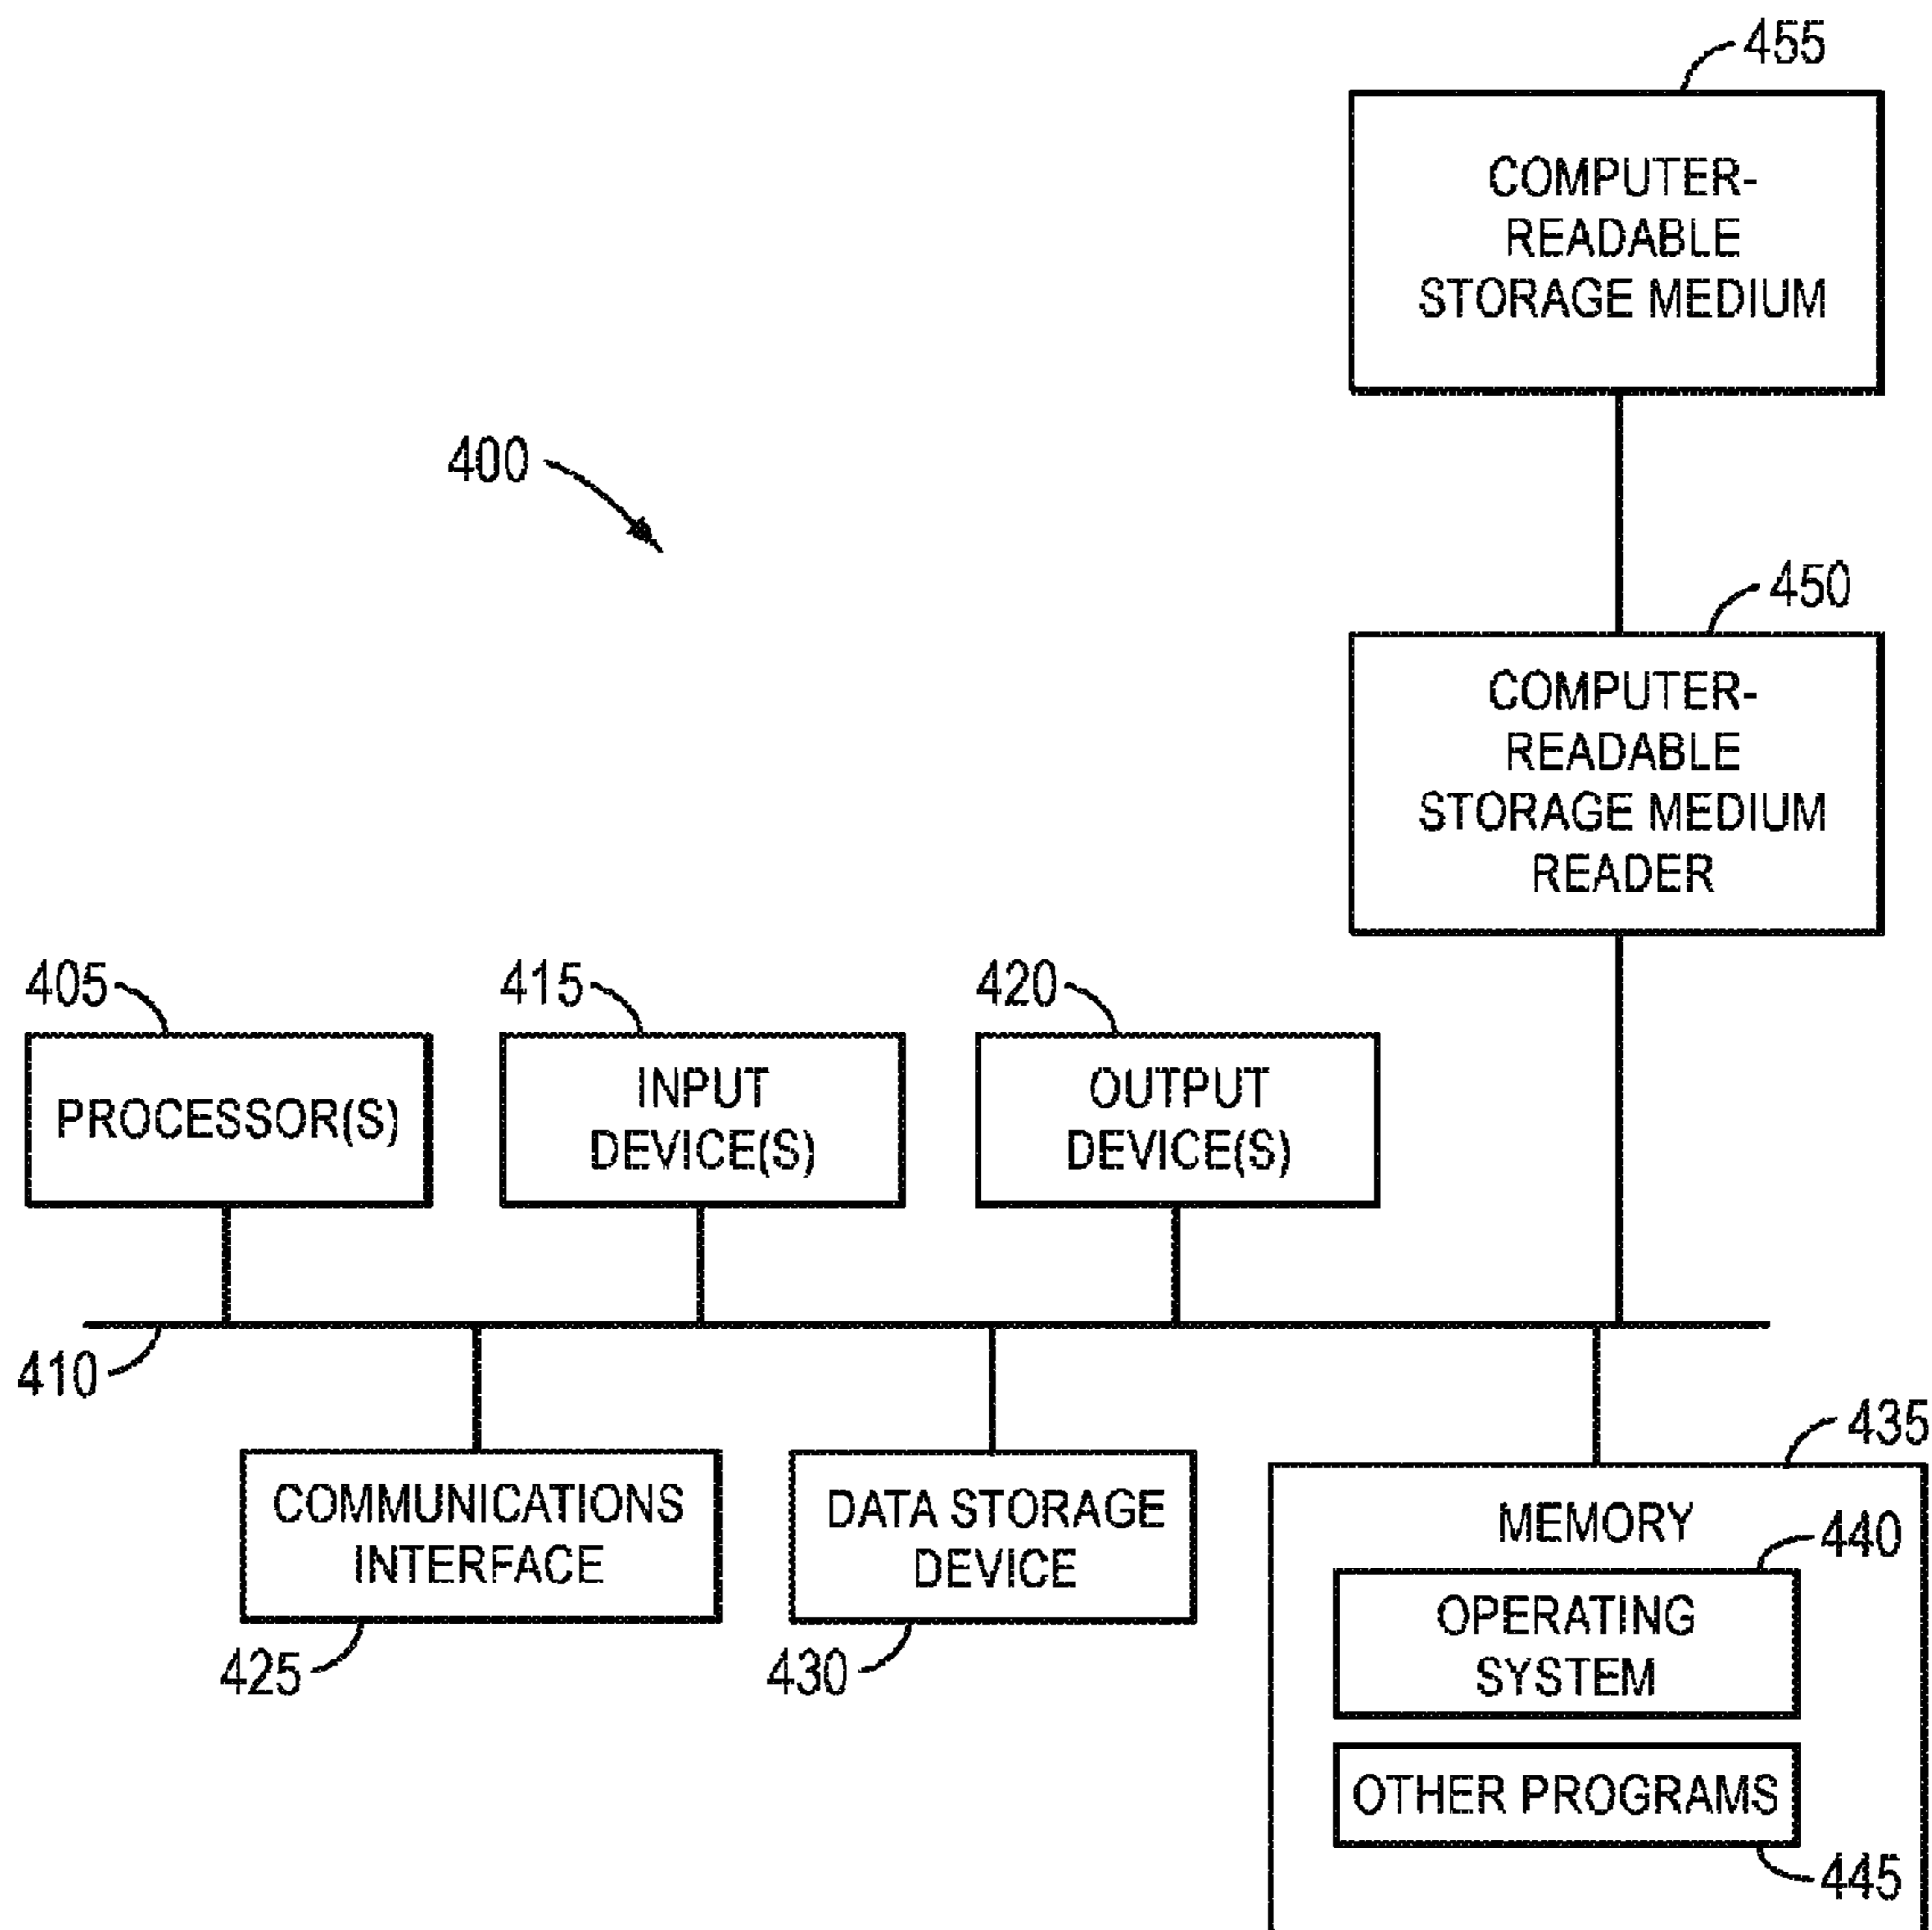 455
COMPUTER-
READABLE
STORAGE MEDIUM
400
450
COMPUTER-
READABLE
STORAGE MEDIUM
READER
405
PROCESSOR(S)
415
INPUT
DEVICE(S)
420
OUTPUT
DEVICE(S)
410
COMMUNICATIONS
INTERFACE
425
DATA STORAGE
DEVICE
430
435
MEMORY
440
OPERATING
SYSTEM
OTHER PROGRAMS
445